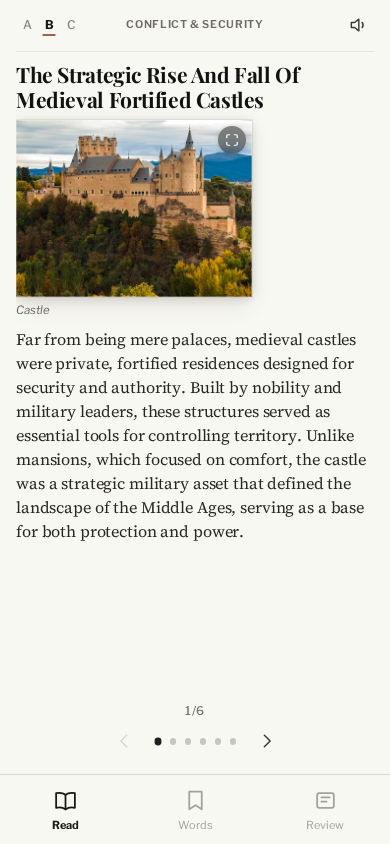 A B C
CONFLICT & SECURITY
The Strategic Rise And Fall Of
Medieval Fortified Castles
Castle
Far from being mere palaces, medieval castles
were private, fortified residences designed for
security and authority. Built by nobility and
military leaders, these structures served as
essential tools for controlling territory. Unlike
mansions, which focused on comfort, the castle
was a strategic military asset that defined the
landscape of the Middle Ages, serving as a base
for both protection and power.
1/6
Read
Words
Review